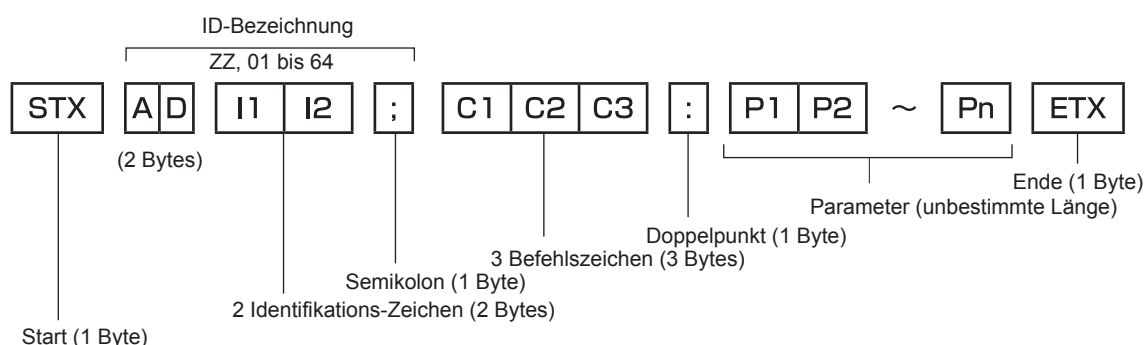 ID-Bezeichnung
ZZ, 01 bis 64
STX A D I1 I2 ; C1 C2 C3 : P1 P2 ～ Pn ETX
(2 Bytes)
Ende (1 Byte)
Parameter (unbestimmte Länge)
Doppelpunkt (1 Byte)
3 Befehlszeichen (3 Bytes)
Semikolon (1 Byte)
2 Identifikations-Zeichen (2 Bytes)
Start (1 Byte)